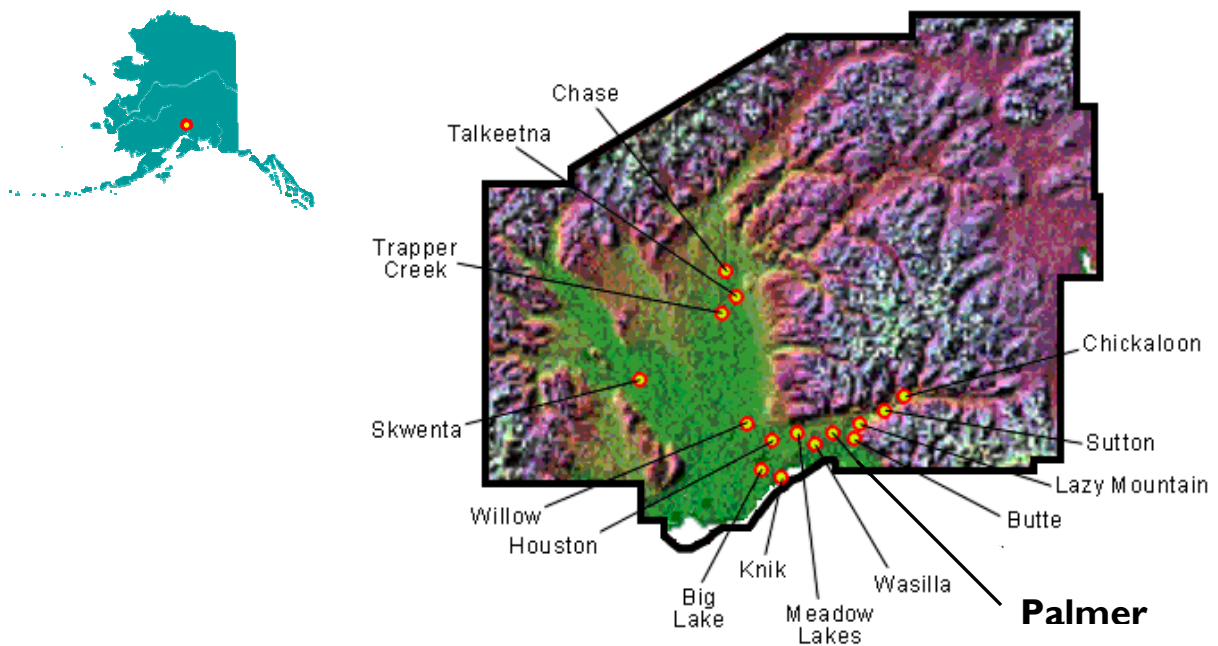 Chase
Talkeetna
Trapper
Creek
Chickaloon
Skwenta
Sutton
Lazy Mountain
Willow
Butte
Houston
Knik
Wasilla
Big
Lake
Meadow
Lakes
Palmer